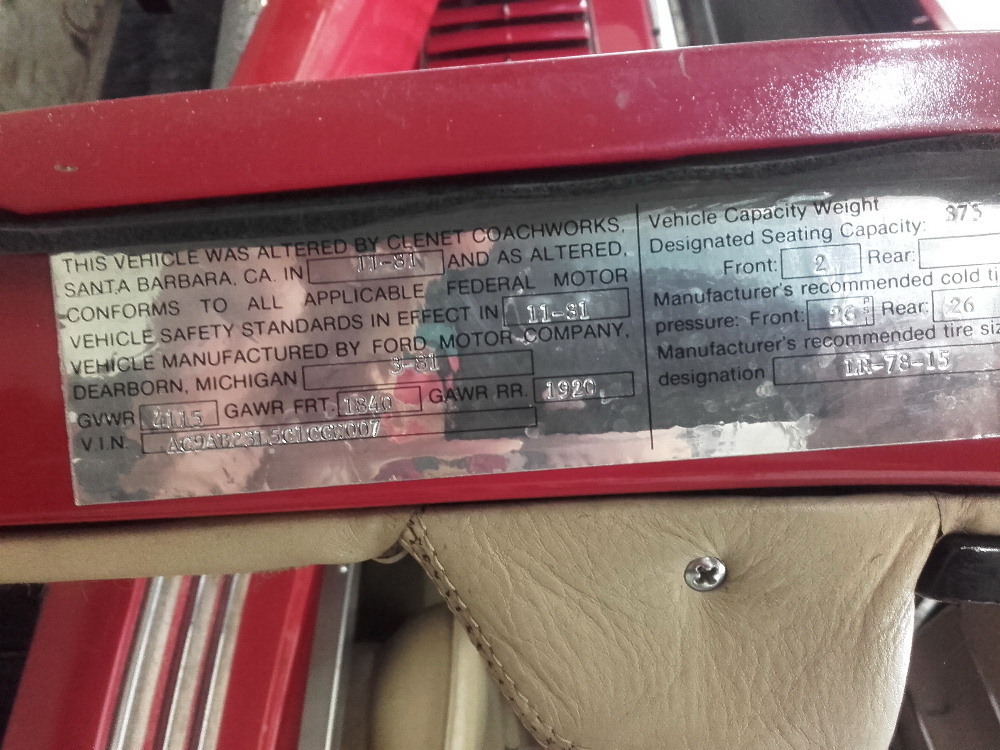 THIS VEHICLE WAS ALTERED BY CLENET COACHWORKS,
SANTA BARBARA, CA. IN 11-81 AND AS ALTERED,
CONFORMS TO ALL APPLICABLE FEDERAL MOTOR
VEHICLE SAFETY STANDARDS IN EFFECT IN 11-81
VEHICLE MANUFACTURED BY FORD MOTOR COMPANY,
DEARBORN, MICHIGAN 3-81
GVWR 4115 GAWR FRT. 1840 GAWR RR. 1920
V.I.N.
Vehicle Capacity Weight 375
Designated Seating Capacity:
Front: 2 Rear:
Manufacturer's recommended cold
pressure: Front: 26 Rear: 26
Manufacturer's recommended tire
designation LR-78-15